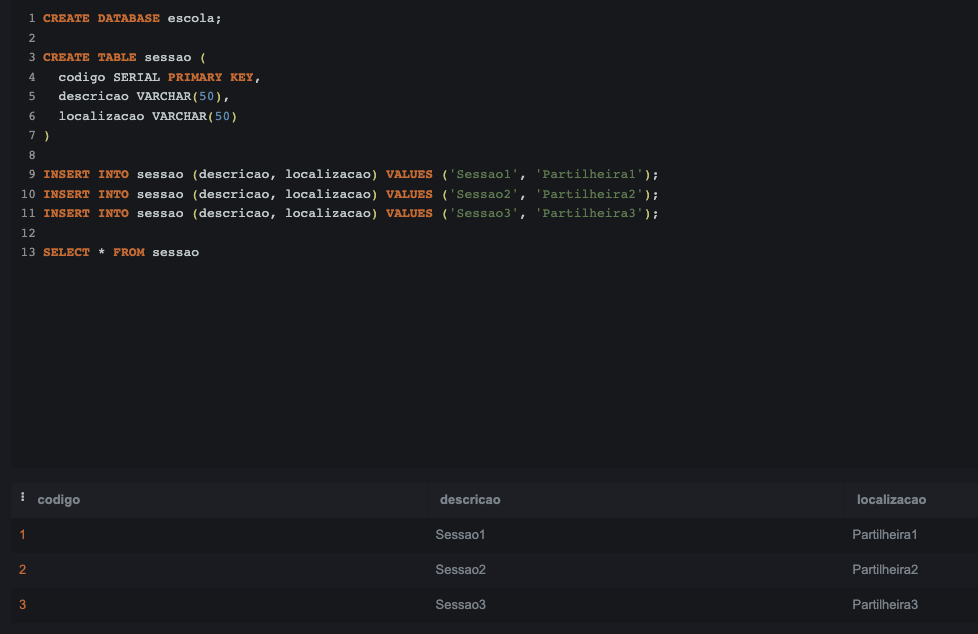 1 CREATE DATABASE escola;
2
3 CREATE TABLE sessao (
4   codigo SERIAL PRIMARY KEY,
5   descricao VARCHAR(50),
6   localizacao VARCHAR(50)
7 )
8
9 INSERT INTO sessao (descricao, localizacao) VALUES ('Sessao1', 'Partilheira1');
10 INSERT INTO sessao (descricao, localizacao) VALUES ('Sessao2', 'Partilheira2');
11 INSERT INTO sessao (descricao, localizacao) VALUES ('Sessao3', 'Partilheira3');
12
13 SELECT * FROM sessao
codigo descricao localizacao
1 Sessao1 Partilheira1
2 Sessao2 Partilheira2
3 Sessao3 Partilheira3